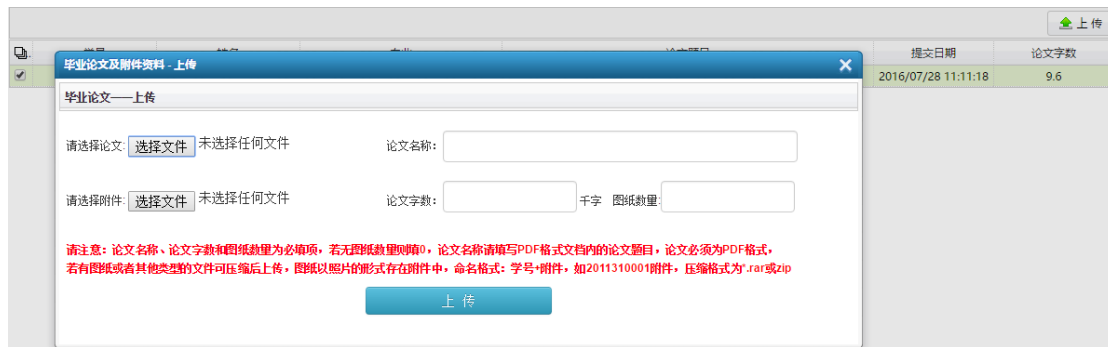 上传
提交日期 论文字数
毕业论文及附件资料 - 上传
2016/07/28 11:11:18 9.6
毕业论文——上传
请选择论文: 选择文件 未选择任何文件 论文名称:
请选择附件: 选择文件 未选择任何文件 论文字数: 千字 图纸数量:
请注意：论文名称、论文字数和图纸数量为必填项，若无图纸数量则填0，论文名称请填写PDF格式文档内的论文题目，论文必须为PDF格式，
若有图纸或者其他类型的文件可压缩后上传，图纸以照片的形式存在附件中，命名格式：学号+附件，如2011310001附件，压缩格式为*.rar或zip
上 传